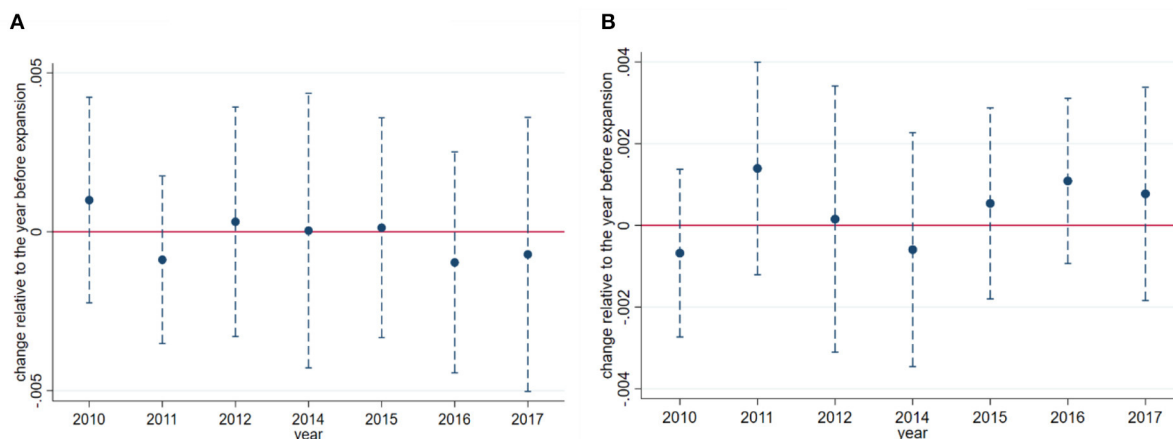 A
change relative to the year before expansion
.005
0
-.005
2010 2011 2012 2014 2015 2016 2017
year
B
change relative to the year before expansion
.004
.002
0
-.002
-.004
2010 2011 2012 2014 2015 2016 2017
year